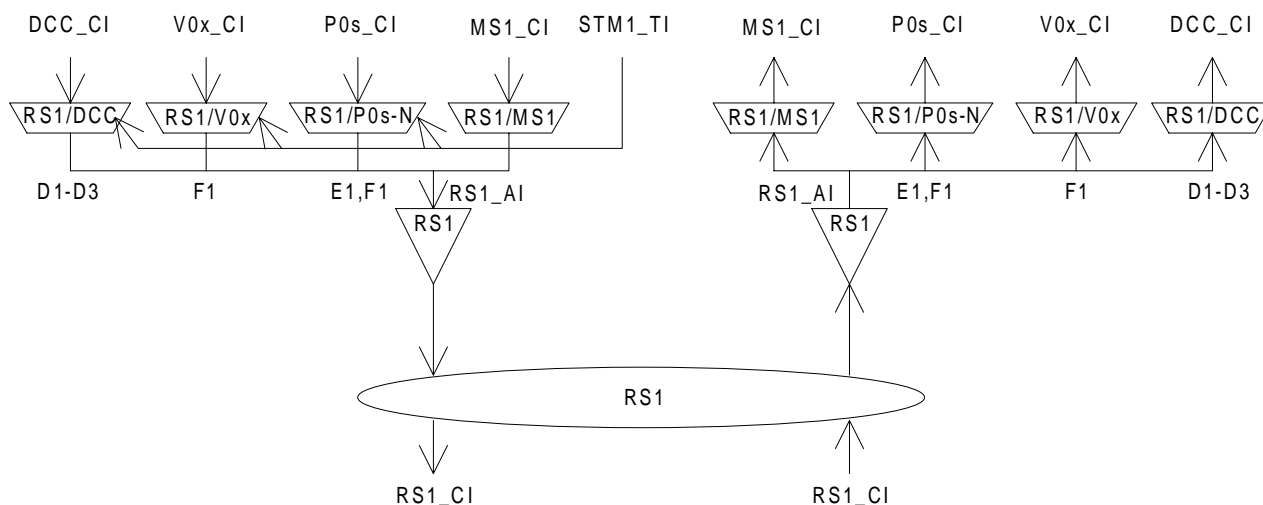 DCC_CI V0x_CI P0s_CI MS1_CI STM1_TI MS1_CI P0s_CI V0x_CI DCC_CI
RS1/DCC RS1/V0x RS1/P0s-N RS1/MS1 RS1/MS1 RS1/P0s-N RS1/V0x RS1/DCC
D1-D3 F1 E1,F1 RS1_AI RS1_AI E1,F1 F1 D1-D3
RS1 RS1
RS1
RS1_CI RS1_CI